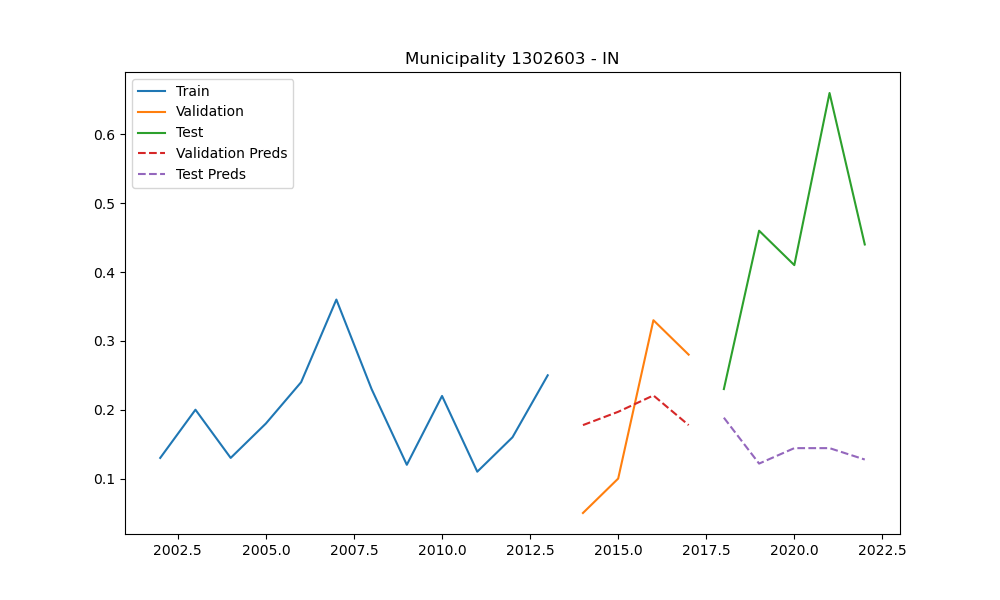 Municipality 1302603 - IN
Train
Validation
Test
Validation Preds
Test Preds
0.6
0.5
0.4
0.3
0.2
0.1
2002.5 2005.0 2007.5 2010.0 2012.5 2015.0 2017.5 2020.0 2022.5